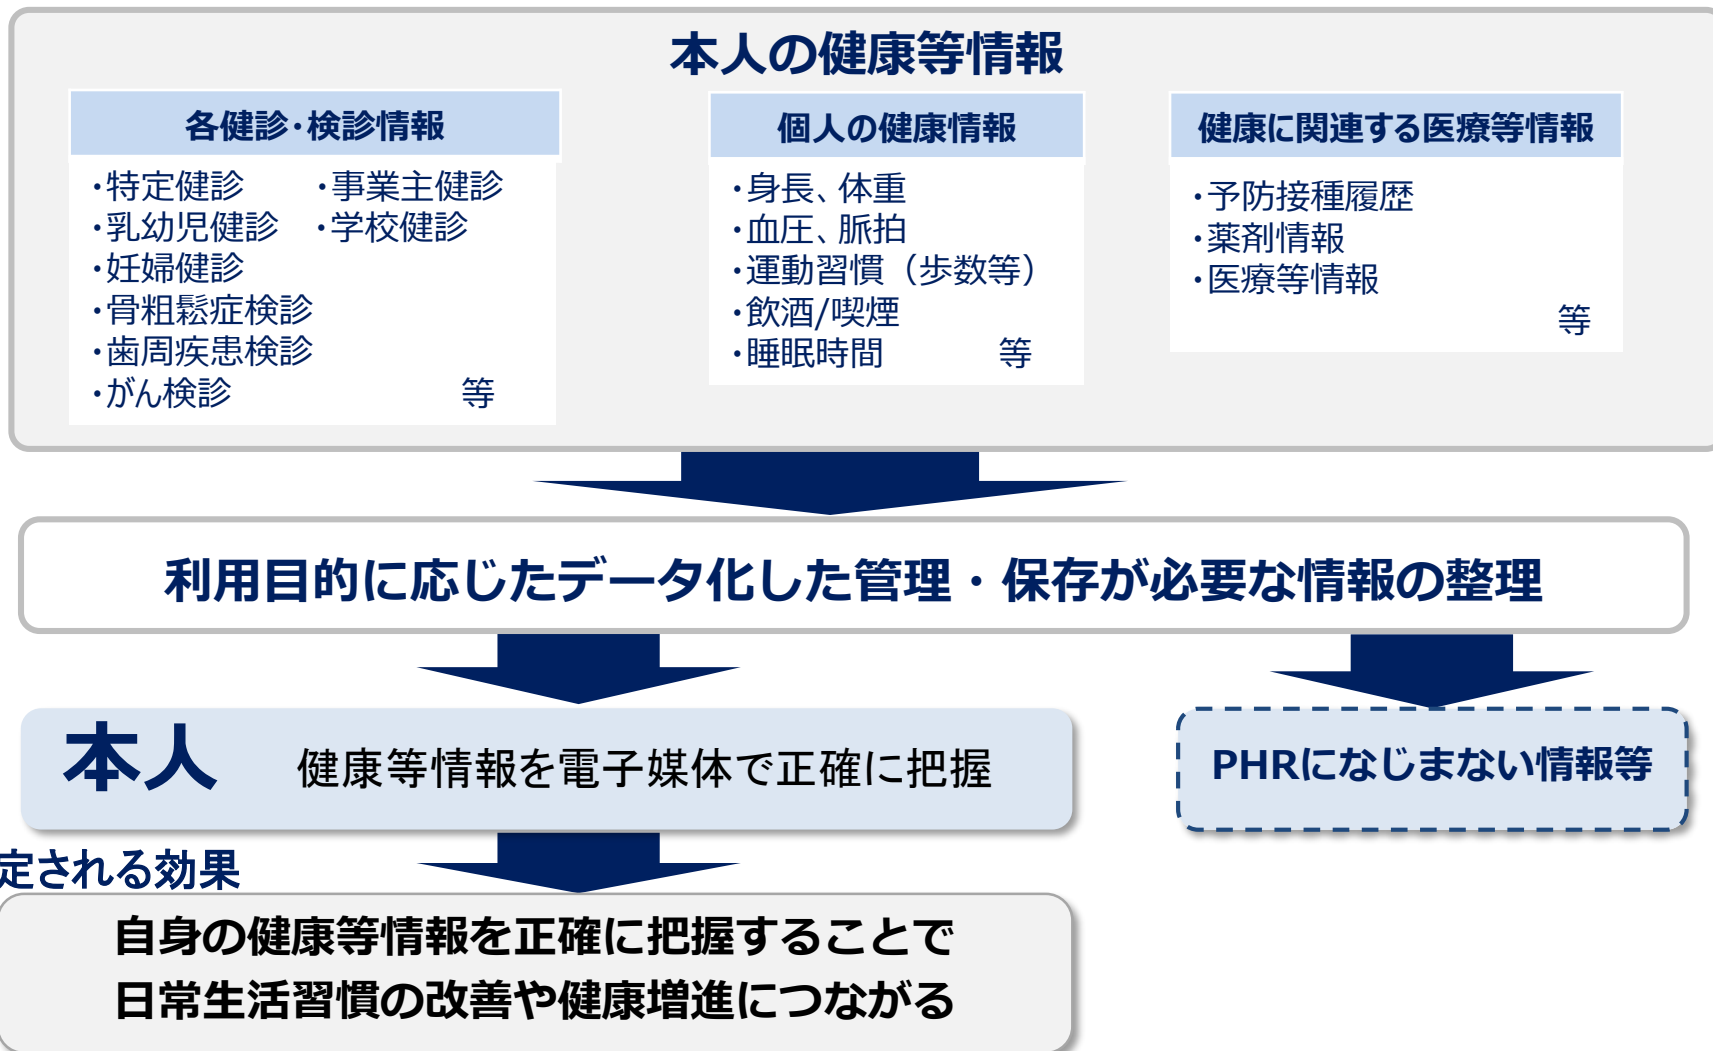 本人の健康等情報
各健診・検診情報
・特定健診 ・事業主健診
・乳幼児健診 ・学校健診
・妊婦健診
・骨粗鬆症検診
・歯周疾患検診
・がん検診 等
個人の健康情報
・身長、体重
・血圧、脈拍
・運動習慣（歩数等）
・飲酒/喫煙
・睡眠時間 等
健康に関連する医療等情報
・予防接種履歴
・薬剤情報
・医療等情報
等
利用目的に応じたデータ化した管理・保存が必要な情報の整理
本人 健康等情報を電子媒体で正確に把握
PHRになじまない情報等
定される効果
自身の健康等情報を正確に把握することで
日常生活習慣の改善や健康増進につながる